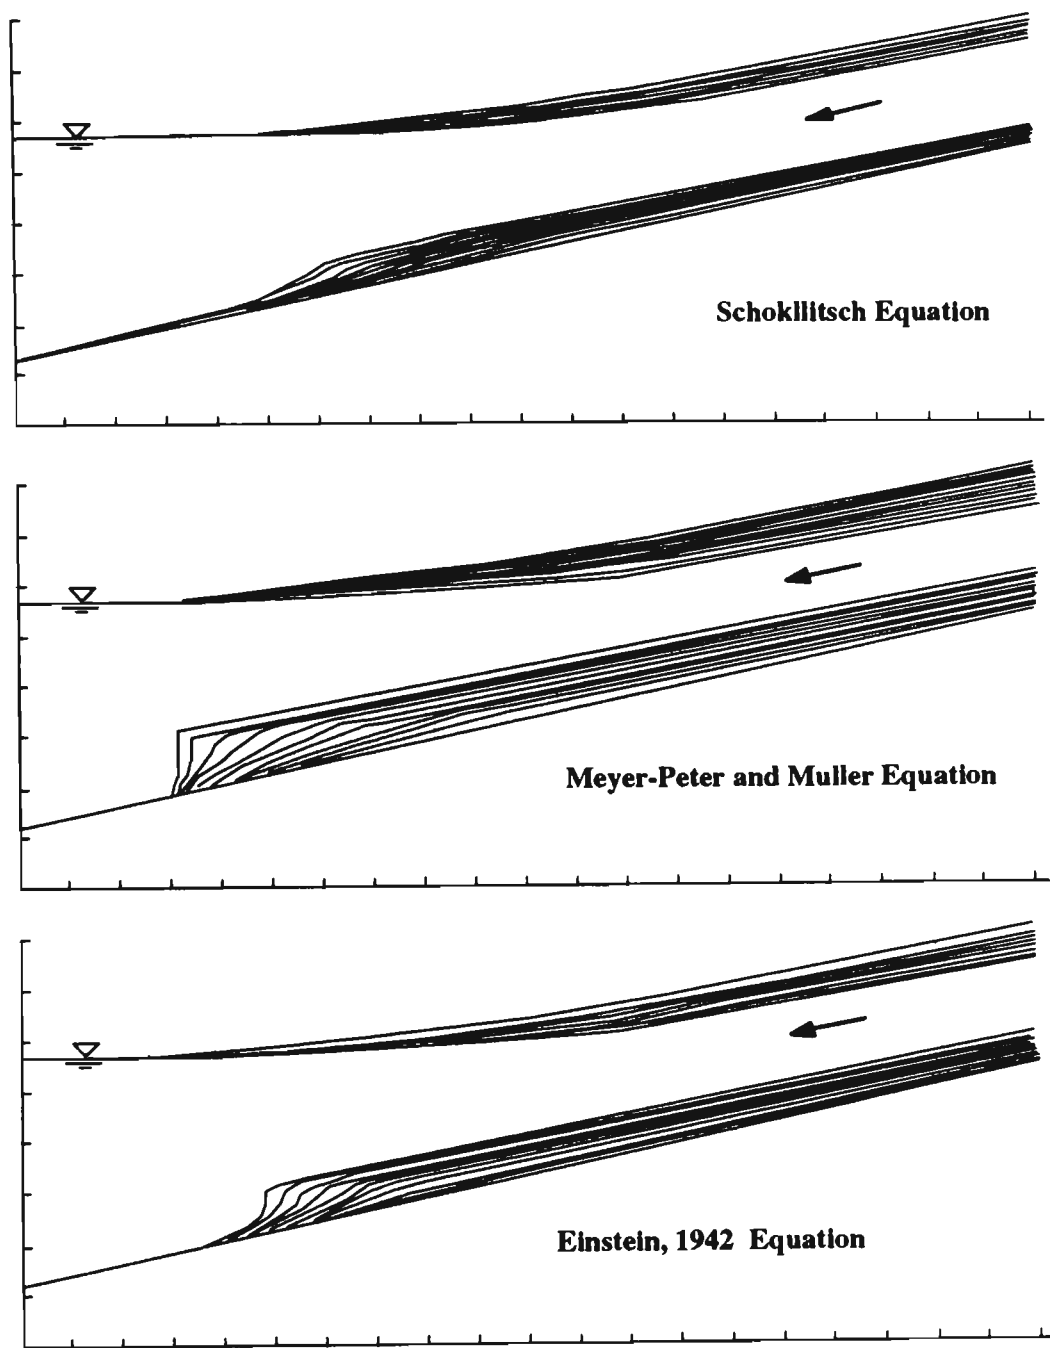 Schokllitsch Equation
Meyer-Peter and Muller Equation
Einstein, 1942 Equation